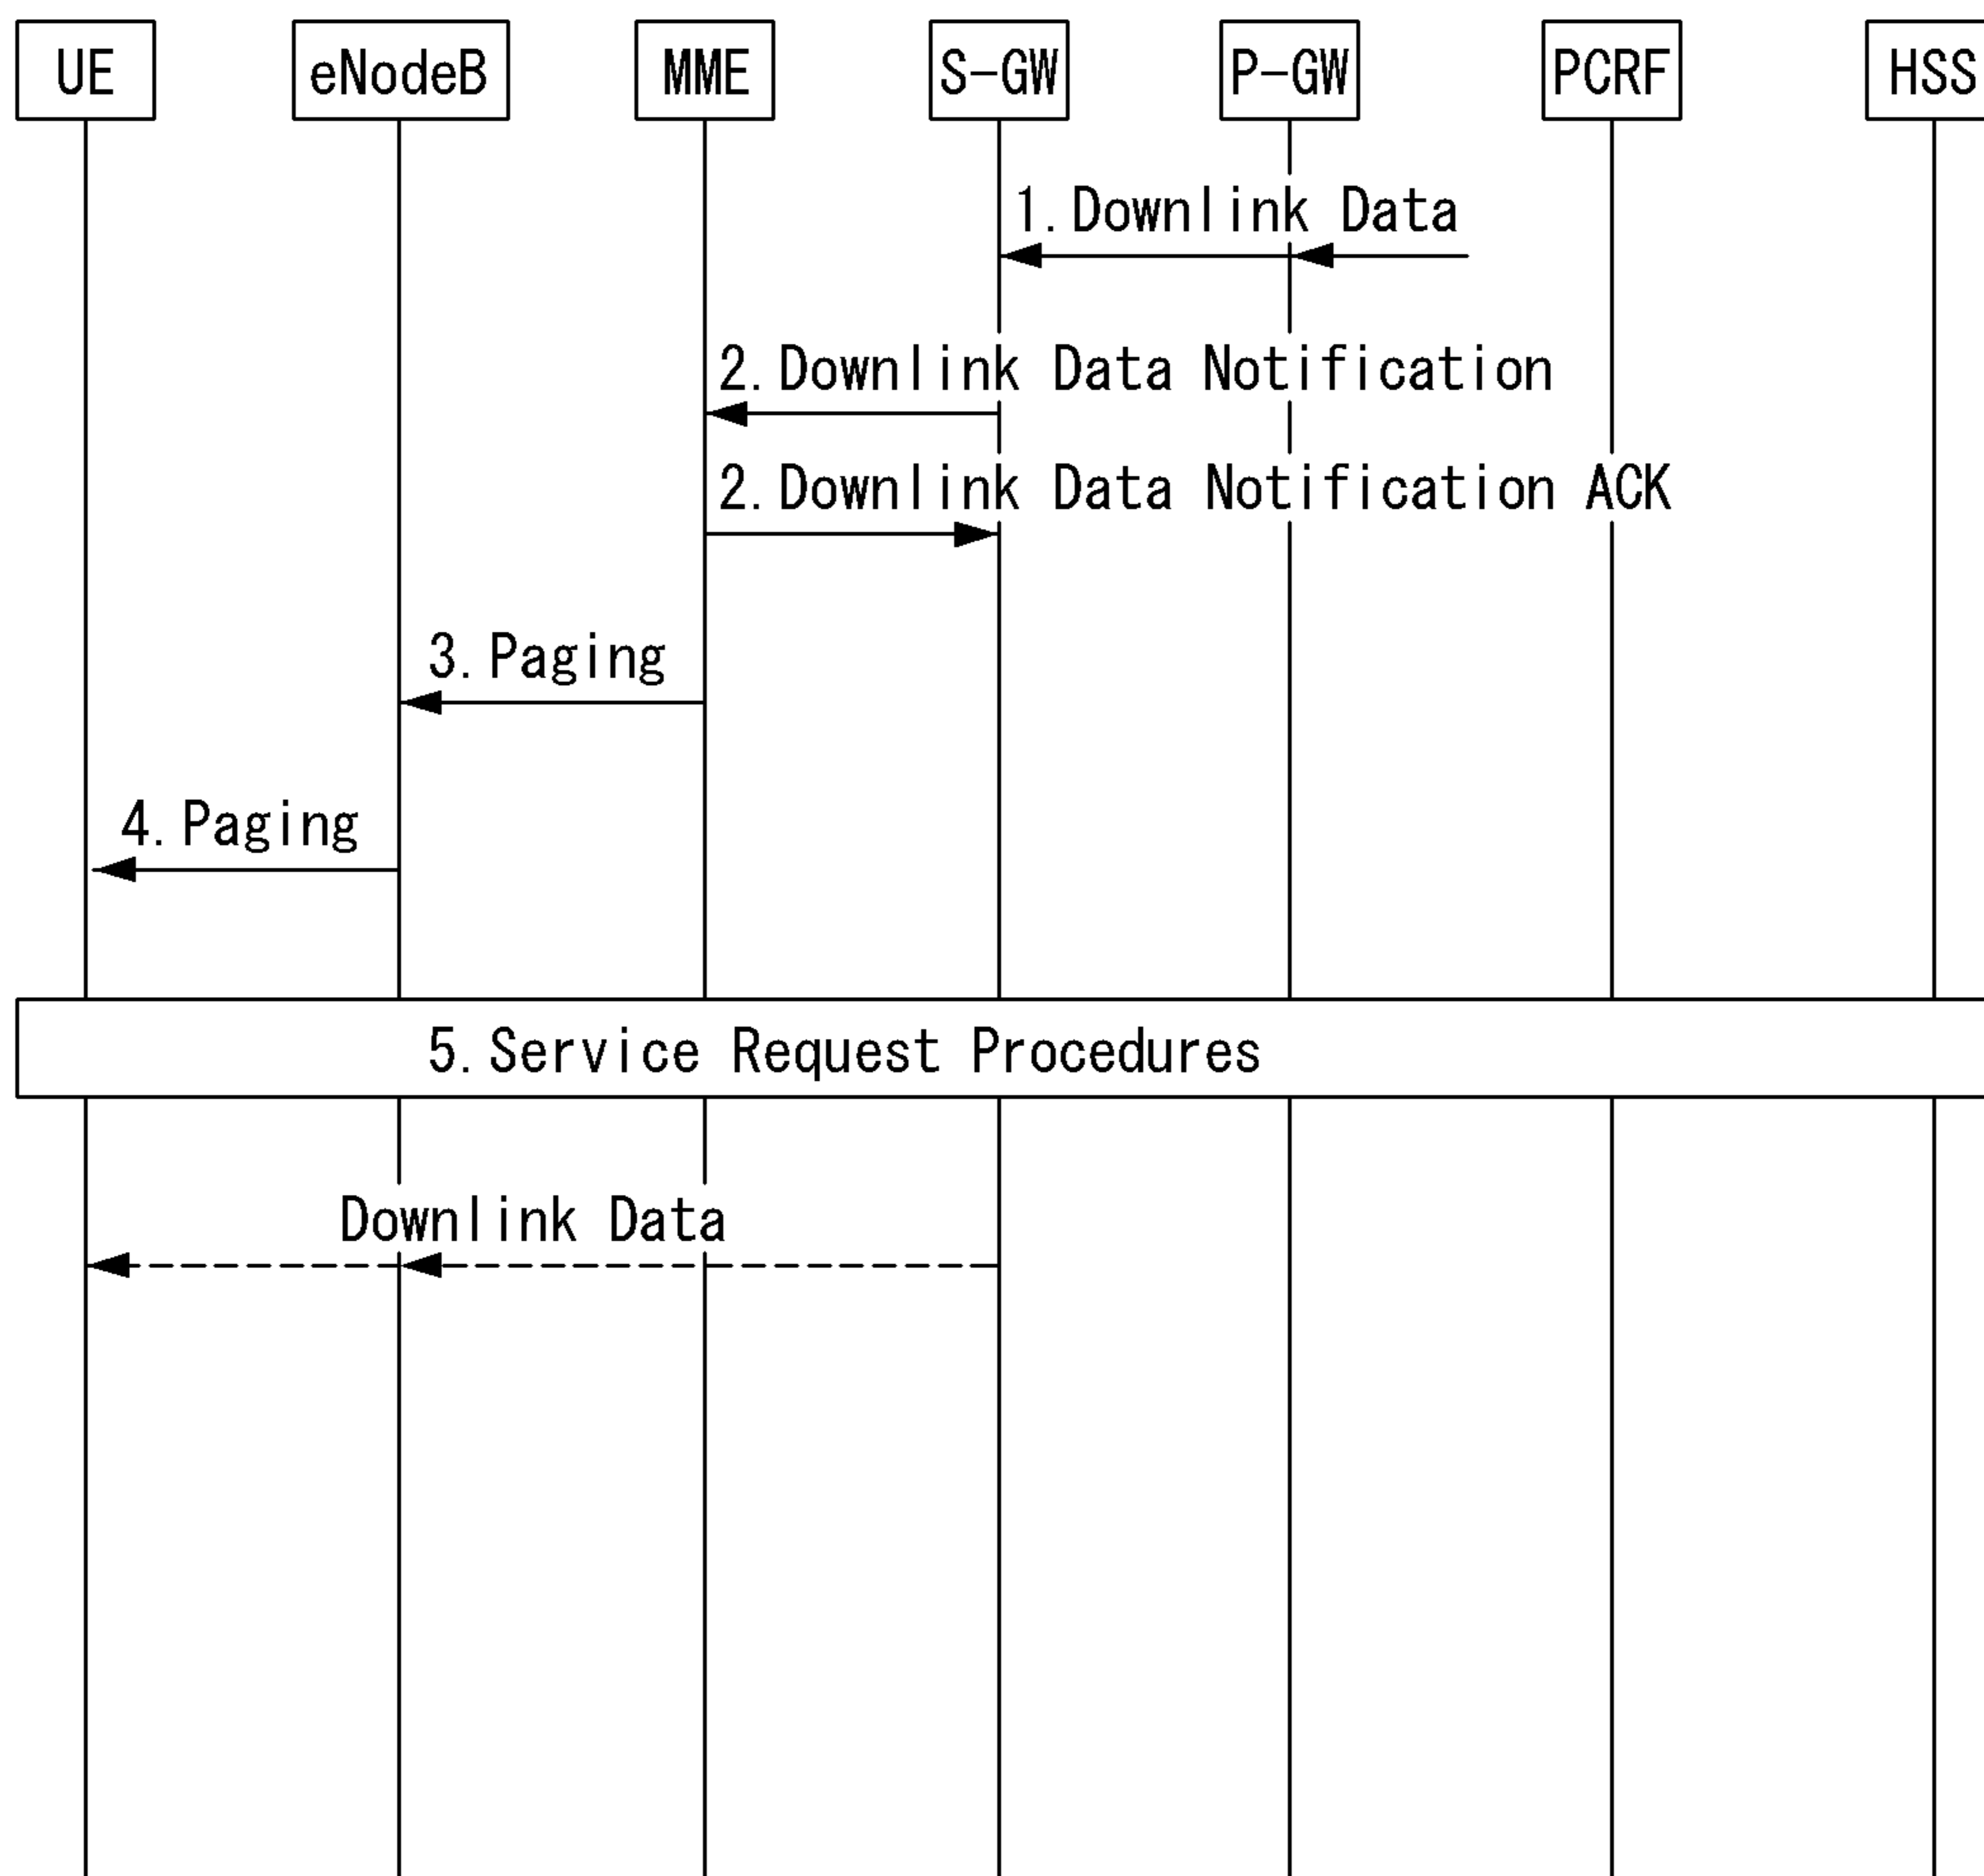 UE eNodeB MME S-GW P-GW PCRF HSS
1.Downlink Data
2.Downlink Data Notification
2.Downlink Data Notification ACK
3.Paging
4.Paging
5.Service Request Procedures
Downlink Data